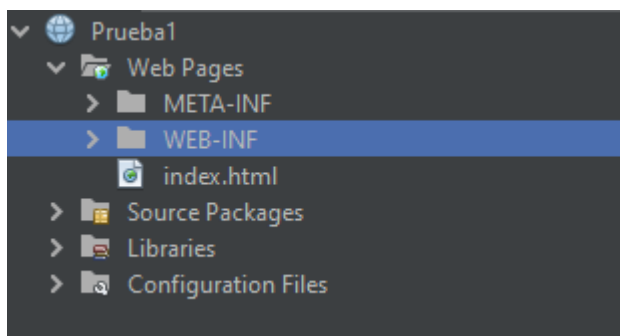 Prueba1
Web Pages
META-INF
WEB-INF
index.html
Source Packages
Libraries
Configuration Files